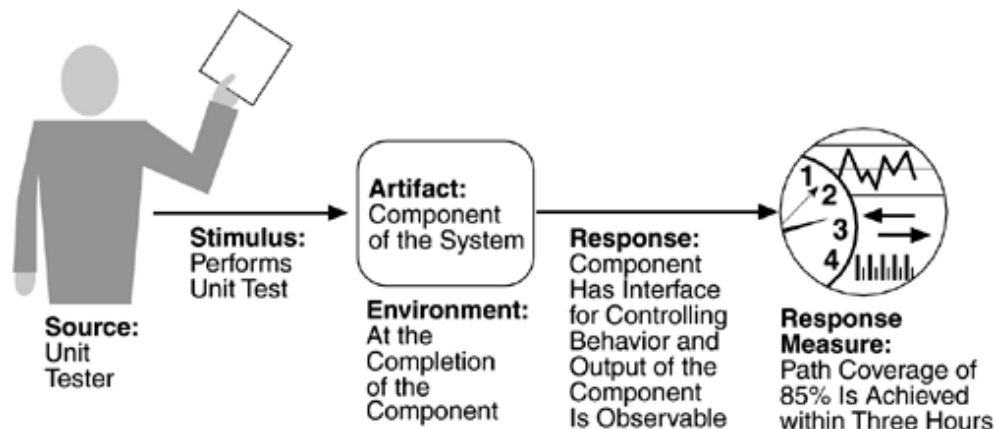 Source:
Unit
Tester
Stimulus:
Performs
Unit Test
Artifact:
Component
of the System
Environment:
At the
Completion
of the
Component
Response:
Component
Has Interface
for Controlling
Behavior and
Output of the
Component
Is Observable
1
2
3
4
Response
Measure:
Path Coverage of
85% Is Achieved
within Three Hours